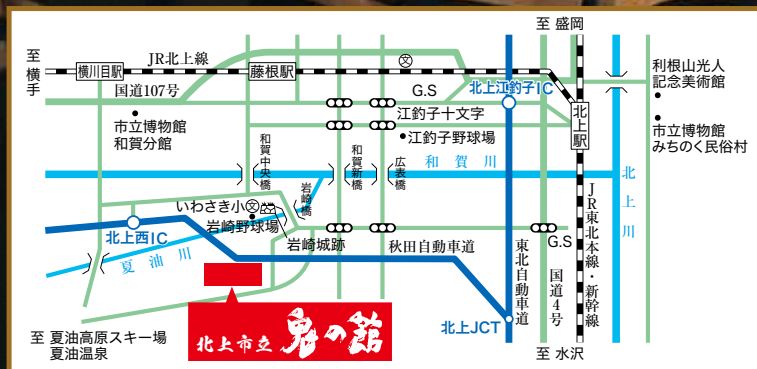 至 盛岡
至 横手
横川目駅
JR北上線
藤根駅
文
国道107号
G.S
北上江釣子IC
北上駅
利根山光人
記念美術館
市立博物館
和賀分館
江釣子十文字
江釣子野球場
市立博物館
みちのく民俗村
和賀中央橋
岩崎橋
和賀新橋
広表橋
和賀川
北上川
いわさき小
文
岩崎野球場
岩崎城跡
北上西IC
夏油川
秋田自動車道
東北自動車道
G.S
国道4号
JR東北本線・新幹線
北上市立 鬼の館
北上JCT
至 夏油高原スキー場
夏油温泉
至 水沢